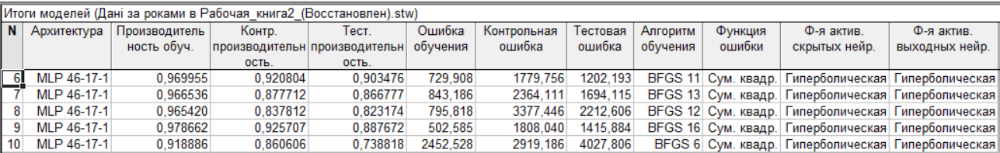 Итоги моделей (Дані за роками в Рабочая_книга2_(Восстановлен).stw)
N Архитектура Производительность обуч. Контр. производительность. Тест. производительность. Ошибка обучения Контрольная ошибка Тестовая ошибка Алгоритм обучения Функция ошибки Ф-я актив. скрытых нейр. Ф-я актив. выходных нейр.
6 MLP 46-17-1 0,969955 0,920804 0,903476 729,908 1779,756 1202,193 BFGS 11 Сум. квадр. Гиперболическая Гиперболическая
7 MLP 46-17-1 0,966536 0,877712 0,866777 843,186 2364,111 1694,115 BFGS 13 Сум. квадр. Гиперболическая Гиперболическая
8 MLP 46-17-1 0,965420 0,837812 0,823174 795,818 3377,446 2212,606 BFGS 12 Сум. квадр. Гиперболическая Гиперболическая
9 MLP 46-17-1 0,978662 0,925707 0,887672 502,585 1808,040 1415,884 BFGS 16 Сум. квадр. Гиперболическая Гиперболическая
10 MLP 46-17-1 0,918886 0,860606 0,738818 2452,528 2919,186 4027,806 BFGS 6 Сум. квадр. Гиперболическая Гиперболическая